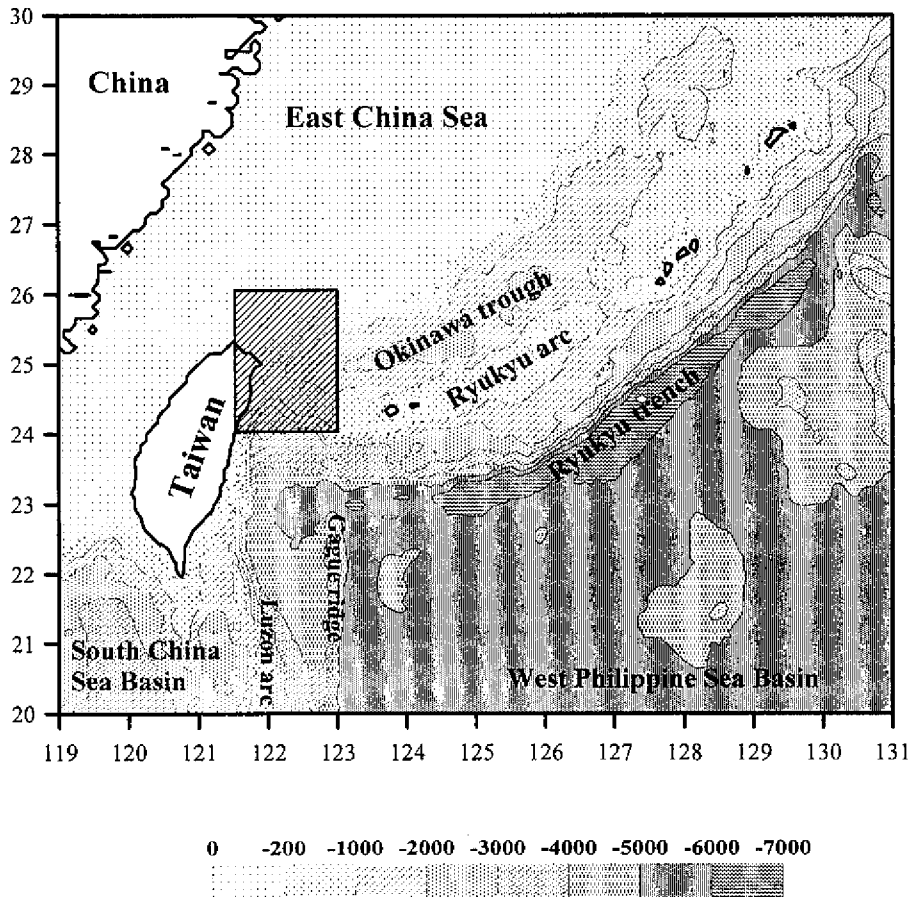 30
29
28
27
26
25
24
23
22
21
20
China
East China Sea
Okinawa trough
Ryukyu arc
Ryukyu trench
Taiwan
Gague ridge
Luzon arc
South China
Sea Basin
West Philippine Sea Basin
119 120 121 122 123 124 125 126 127 128 129 130 131
0 -200 -1000 -2000 -3000 -4000 -5000 -6000 -7000